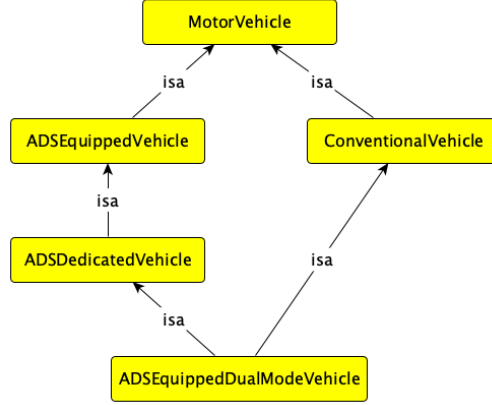 MotorVehicle
isa
isa
ADSEquippedVehicle
ConventionalVehicle
isa
ADSDedicatedVehicle
isa
isa
ADSEquippedDualModeVehicle